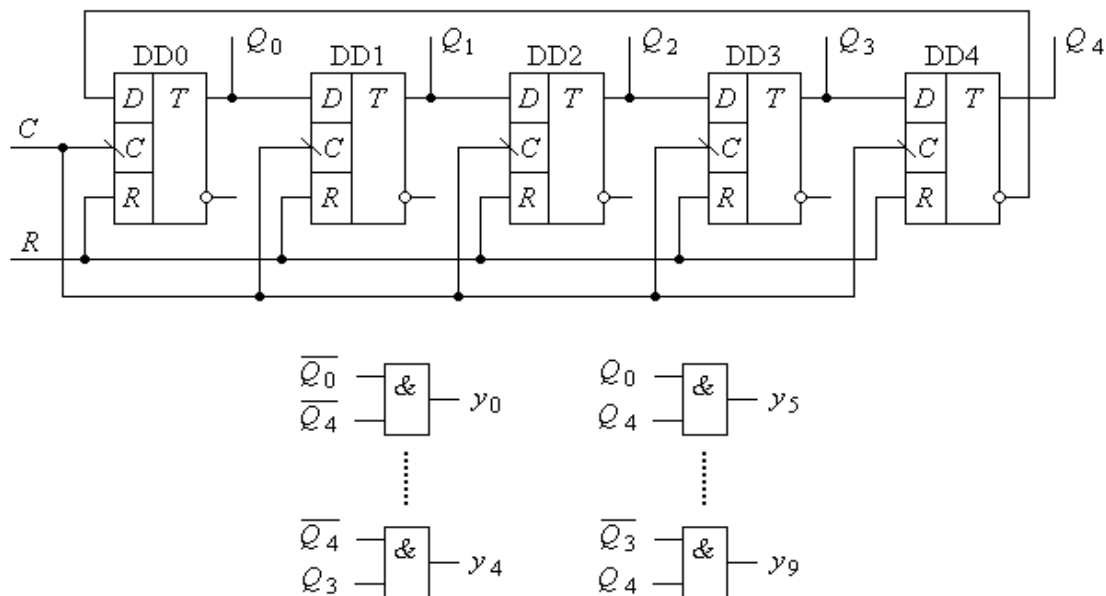 Q0 Q1 Q2 Q3 Q4
DD0 DD1 DD2 DD3 DD4
D T D T D T D T D T
C C C C C C
R R R R R
R
Q̅0̅ & y0 Q0 & y5
Q̅4̅ Q4
Q̅4̅ & y4 Q̅3̅ & y9
Q3 Q4